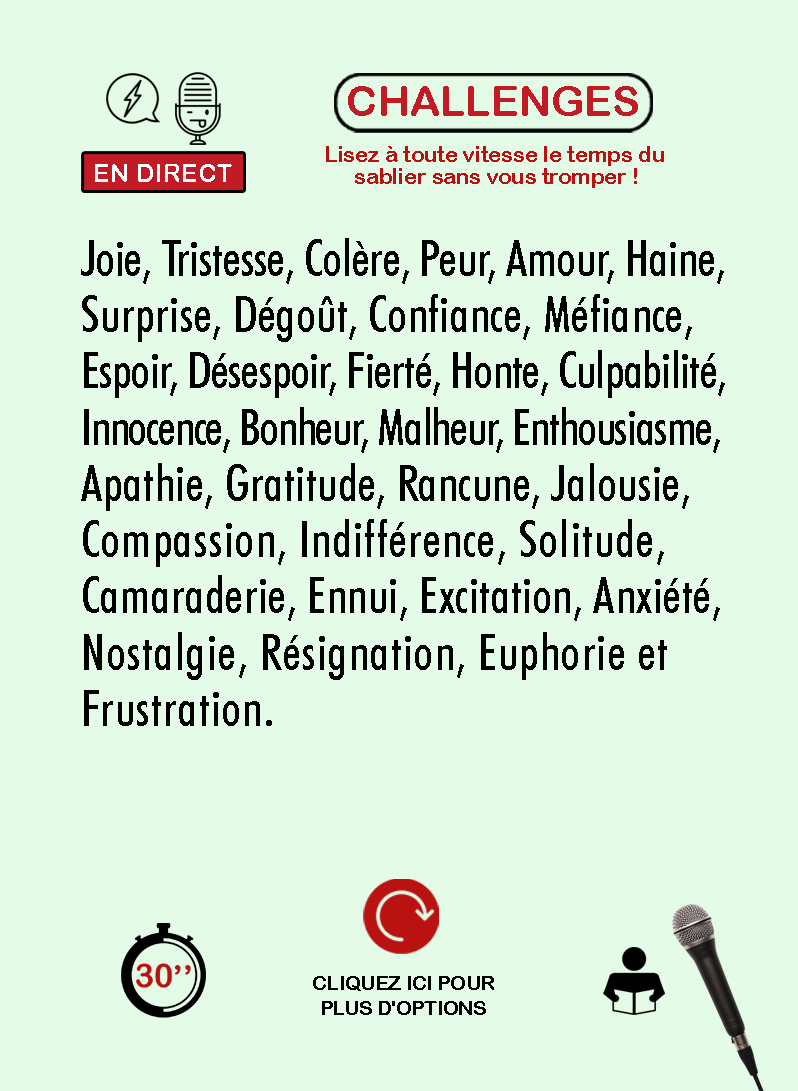 EN DIRECT
CHALLENGES
Lisez à toute vitesse le temps du
sablier sans vous tromper !
Joie, Tristesse, Colère, Peur, Amour, Haine,
Surprise, Dégoût, Confiance, Méfiance,
Espoir, Désespoir, Fierté, Honte, Culpabilité,
Innocence, Bonheur, Malheur, Enthousiasme,
Apathie, Gratitude, Rancune, Jalousie,
Compassion, Indifférence, Solitude,
Camaraderie, Ennui, Excitation, Anxiété,
Nostalgie, Résignation, Euphorie et
Frustration.
30’’
CLIQUEZ ICI POUR
PLUS D'OPTIONS